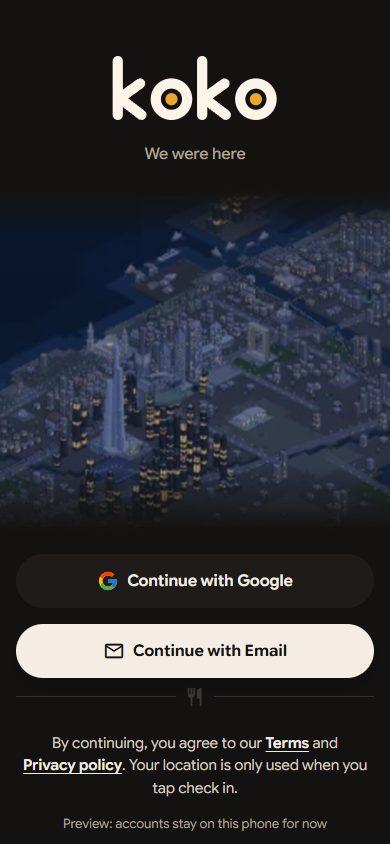 koko
We were here
Continue with Google
Continue with Email
By continuing, you agree to our Terms and
Privacy policy. Your location is only used when you
tap check in.
Preview: accounts stay on this phone for now